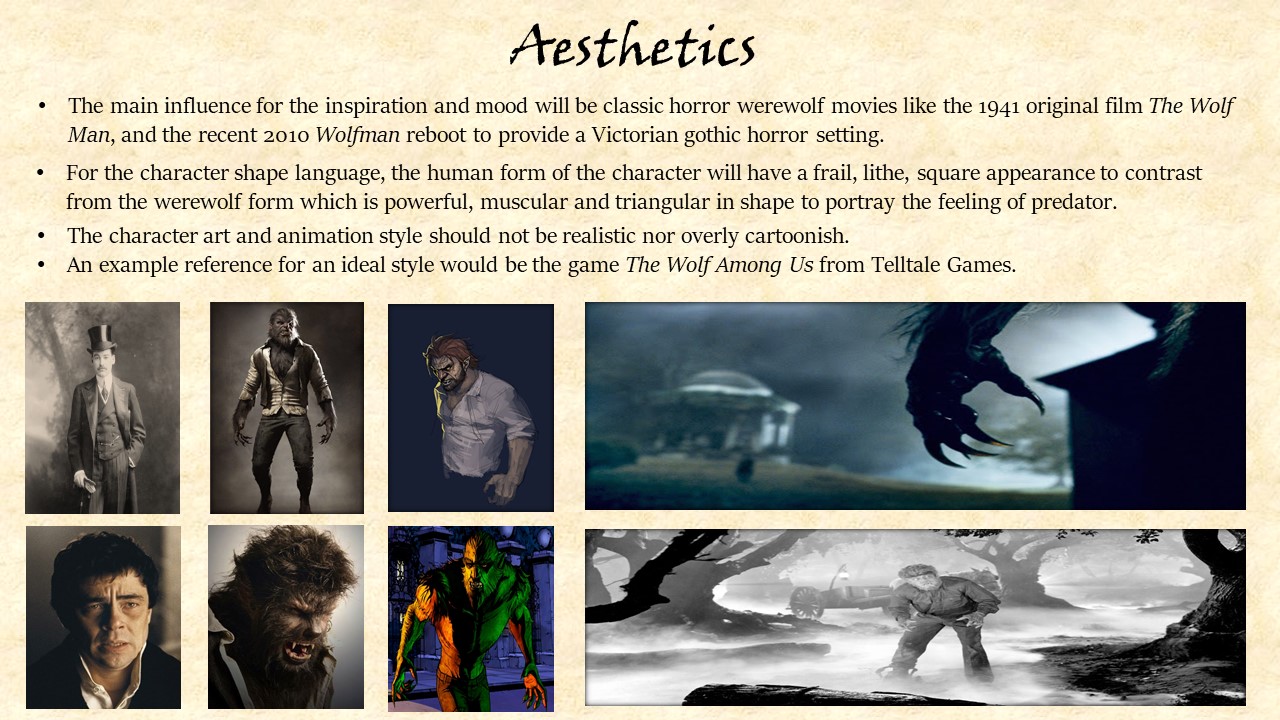 Aesthetics
• The main influence for the inspiration and mood will be classic horror werewolf movies like the 1941 original film The Wolf
Man, and the recent 2010 Wolfman reboot to provide a Victorian gothic horror setting.
• For the character shape language, the human form of the character will have a frail, lithe, square appearance to contrast
from the werewolf form which is powerful, muscular and triangular in shape to portray the feeling of predator.
• The character art and animation style should not be realistic nor overly cartoonish.
• An example reference for an ideal style would be the game The Wolf Among Us from Telltale Games.